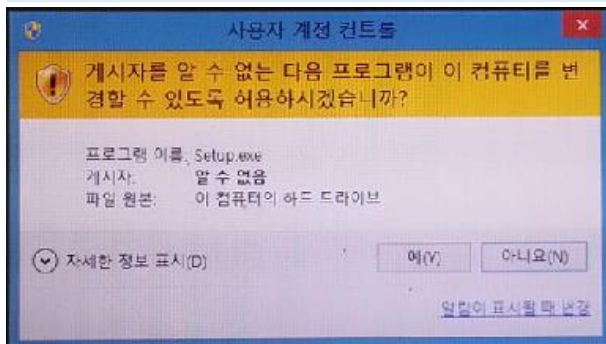 사용자 계정 컨트롤
게시자를 알 수 없는 다음 프로그램이 이 컴퓨터를 변
경할 수 있도록 허용하시겠습니까?
프로그램 이름: Setup.exe
게시자: 알 수 없음
파일 원본: 이 컴퓨터의 하드 드라이브
자세한 정보 표시(D)
예(Y)
아니요(N)
알림이 표시될 때 변경